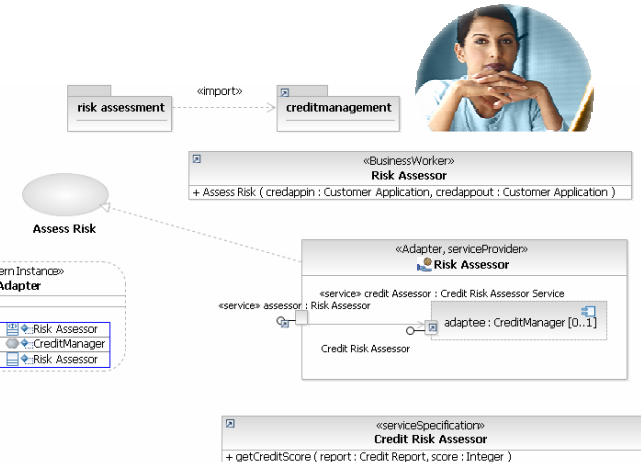 «import»
risk assessment
creditmanagement
«BusinessWorker»
Risk Assessor
+ Assess Risk ( credappin : Customer Application, credappout : Customer Application )
Assess Risk
«Adapter, serviceProvider»
Risk Assessor
ern Instance»
Adapter
«service» credit Assessor : Credit Risk Assessor Service
«service» assessor : Risk Assessor
adaptee : CreditManager [0..1]
Risk Assessor
CreditManager
Risk Assessor
Credit Risk Assessor
«serviceSpecification»
Credit Risk Assessor
+ getCreditScore ( report : Credit Report, score : Integer )